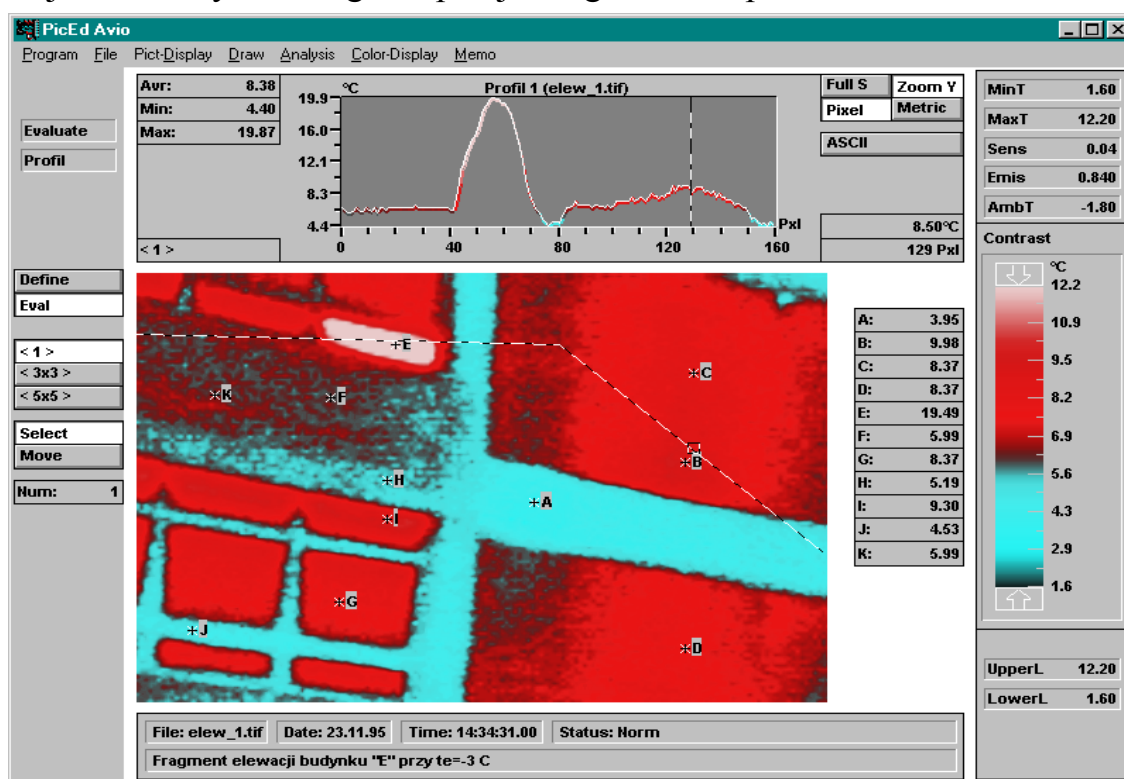 PicEd Avio
Program File Pict-Display Draw Analysis Color-Display Memo
Evaluate
Profil
Avr: 8.38
Min: 4.40
Max: 19.87
< 1 >
°C Profil 1 (elew_1.tif)
19.9
16.0
12.1
8.3
4.4
0 40 80 120 160
Pxl
Full S Zoom Y
Pixel Metric
ASCII
8.50°C
129 Pxl
MinT 1.60
MaxT 12.20
Sens 0.04
Emis 0.840
AmbT -1.80
Contrast
°C
12.2
10.9
9.5
8.2
6.9
5.6
4.3
2.9
1.6
UpperL 12.20
LowerL 1.60
Define
Eval
< 1 >
< 3x3 >
< 5x5 >
Select
Move
Num: 1
E
C
K
F
B
H
A
I
G
J
D
A: 3.95
B: 9.98
C: 8.37
D: 8.37
E: 19.49
F: 5.99
G: 8.37
H: 5.19
I: 9.30
J: 4.53
K: 5.99
File: elew_1.tif Date: 23.11.95 Time: 14:34:31.00 Status: Norm
Fragment elewacji budynku "E" przy te=-3 C